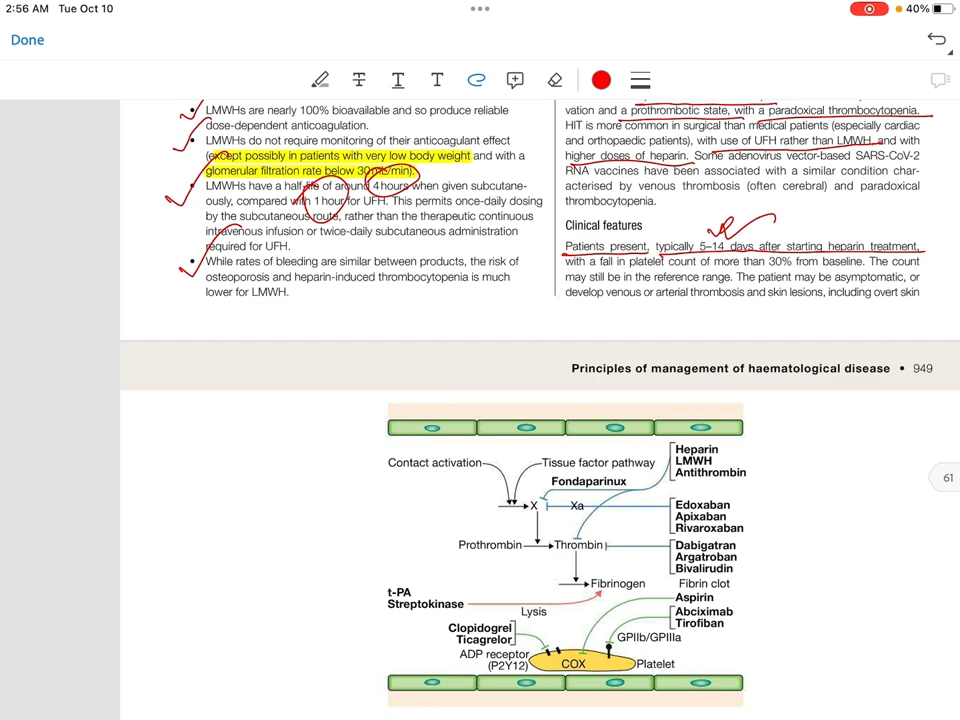 2:56 AM Tue Oct 10
40%
Done
T
T
T
LMWHs are nearly 100% bioavailable and so produce reliable
dose-dependent anticoagulation.
LMWHs do not require monitoring of their anticoagulant effect
(except possibly in patients with very low body weight and with a
glomerular filtration rate below 30 mL/min).
LMWHs have a half-life of around 4 hours when given subcutane-
ously, compared with 1 hour for UFH. This permits once-daily dosing
by the subcutaneous route, rather than the therapeutic continuous
intravenous infusion or twice-daily subcutaneous administration
required for UFH.
While rates of bleeding are similar between products, the risk of
osteoporosis and heparin-induced thrombocytopenia is much
lower for LMWH.
vation and a prothrombotic state, with a paradoxical thrombocytopenia.
HIT is more common in surgical than medical patients (especially cardiac
and orthopaedic patients), with use of UFH rather than LMWH, and with
higher doses of heparin. Some adenovirus vector-based SARS-CoV-2
RNA vaccines have been associated with a similar condition char-
acterised by venous thrombosis (often cerebral) and paradoxical
thrombocytopenia.
Clinical features
Patients present, typically 5–14 days after starting heparin treatment,
with a fall in platelet count of more than 30% from baseline. The count
may still be in the reference range. The patient may be asymptomatic, or
develop venous or arterial thrombosis and skin lesions, including overt skin
Principles of management of haematological disease • 949
61
Contact activation
Tissue factor pathway
Heparin
LMWH
Antithrombin
Fondaparinux
X
Xa
Edoxaban
Apixaban
Rivaroxaban
Prothrombin
Thrombin
Dabigatran
Argatroban
Bivalirudin
Fibrinogen
Fibrin clot
t-PA
Streptokinase
Lysis
Aspirin
Abciximab
Tirofiban
Clopidogrel
Ticagrelor
GPIIb/GPIIIa
ADP receptor
(P2Y12)
COX
Platelet